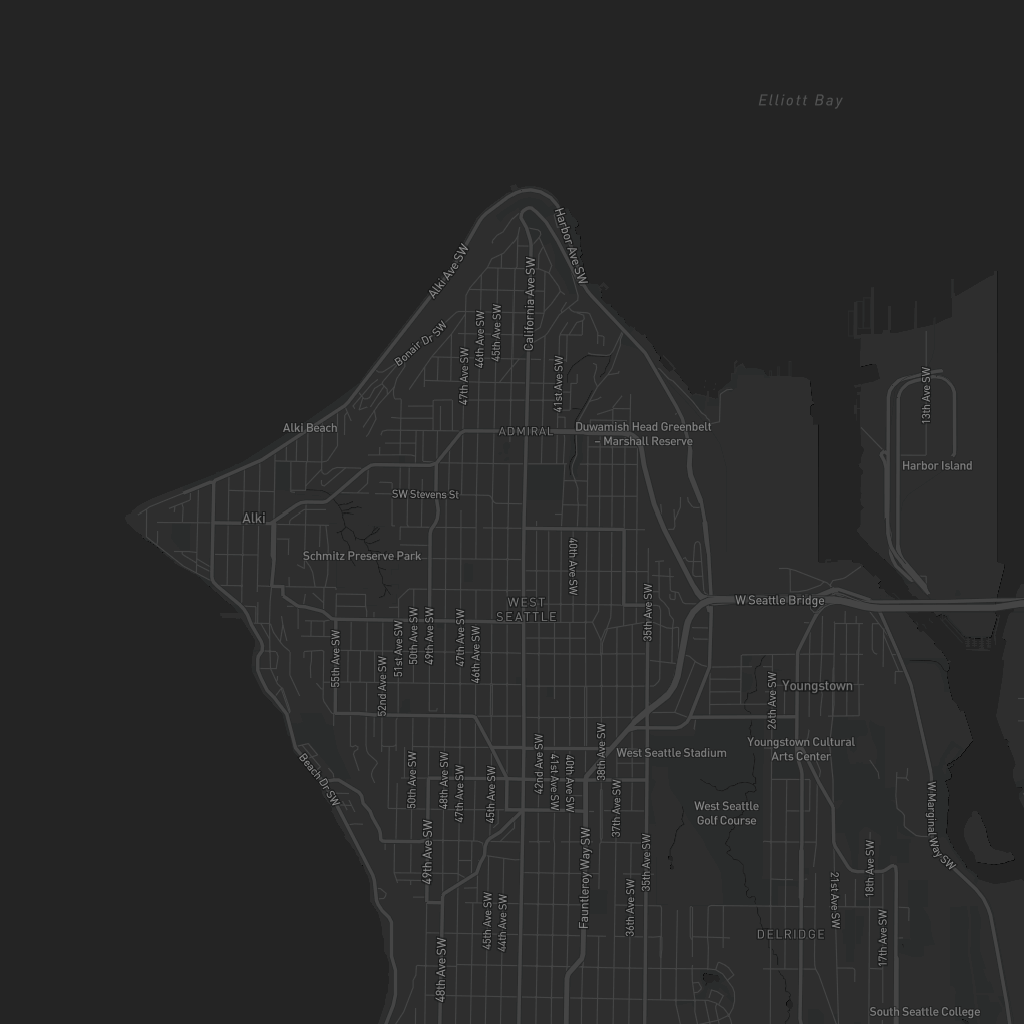 Elliott Bay
Harbor Ave SW
Alki Ave SW
California Ave SW
Bonair Dr SW
45th Ave SW
46th Ave SW
47th Ave SW
41st Ave SW
13th Ave SW
Alki Beach
ADMIRAL
Duwamish Head Greenbelt
– Marshall Reserve
Harbor Island
SW Stevens St
Alki
Schmitz Preserve Park
40th Ave SW
WEST
SEATTLE
35th Ave SW
W Seattle Bridge
55th Ave SW
52nd Ave SW
51st Ave SW
50th Ave SW
49th Ave SW
47th Ave SW
46th Ave SW
Youngstown
26th Ave SW
Youngstown Cultural
Arts Center
West Seattle Stadium
Beach Dr SW
50th Ave SW
48th Ave SW
47th Ave SW
45th Ave SW
42nd Ave SW
41st Ave SW
40th Ave SW
38th Ave SW
37th Ave SW
West Seattle
Golf Course
W Marginal Way SW
49th Ave SW
Fauntleroy Way SW
35th Ave SW
36th Ave SW
18th Ave SW
21st Ave SW
17th Ave SW
45th Ave SW
44th Ave SW
48th Ave SW
DELRIDGE
South Seattle College